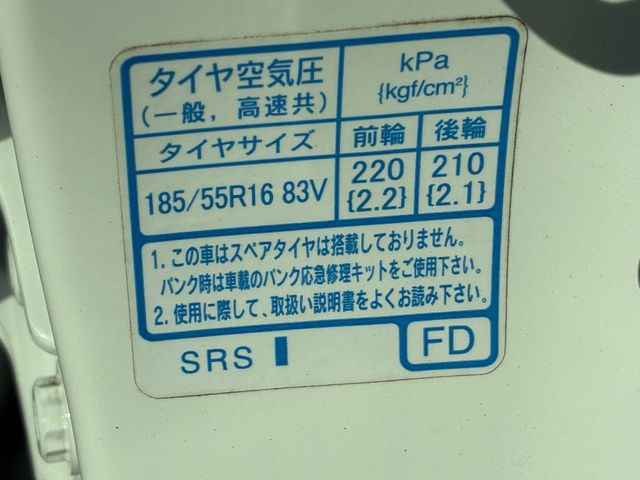 タイヤ空気圧
(一般，高速共)
kPa
{kgf/cm²}
タイヤサイズ
前輪
後輪
185/55R16 83V
220
{2.2}
210
{2.1}
1. この車はスペアタイヤは搭載しておりません。
パンク時は車載のパンク応急修理キットをご使用下さい。
2. 使用に際して、取扱い説明書をよくお読み下さい。
SRS
FD